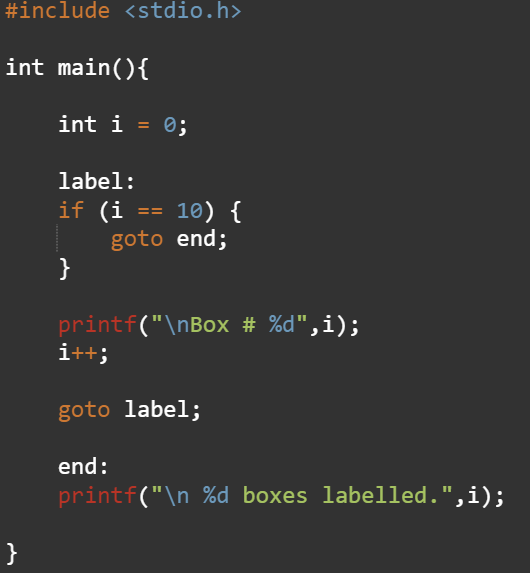 #include <stdio.h>
int main(){
int i = 0;
label:
if (i == 10) {
goto end;
}
printf("\nBox # %d",i);
i++;
goto label;
end:
printf("\n %d boxes labelled.",i);
}